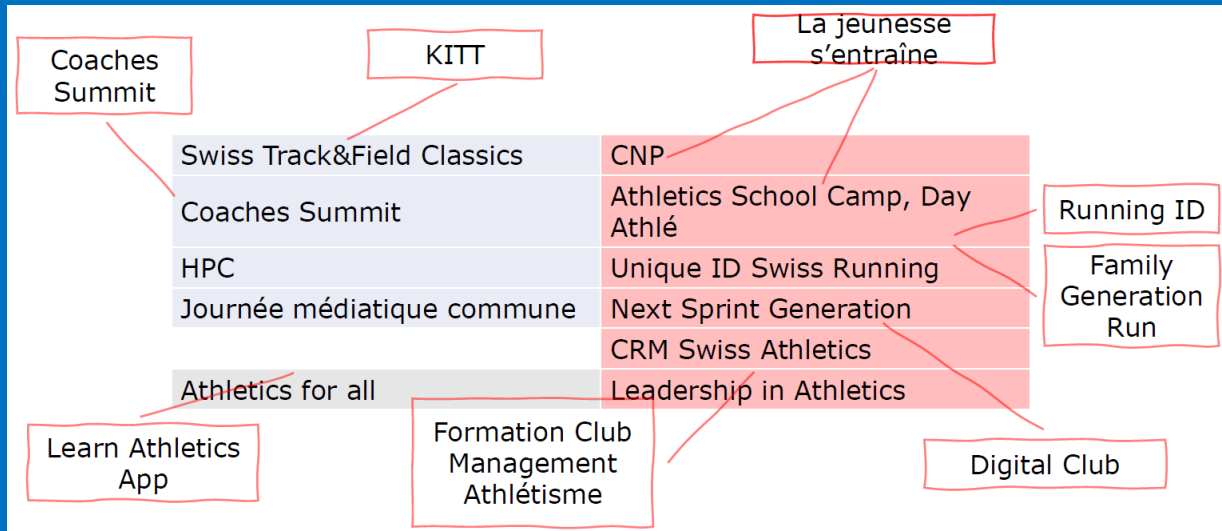 Coaches
Summit
KITT
La jeunesse
s’entraîne
Swiss Track&Field Classics
CNP
Coaches Summit
Athletics School Camp, Day
Athlé
Running ID
HPC
Unique ID Swiss Running
Family
Generation
Run
Journée médiatique commune
Next Sprint Generation
CRM Swiss Athletics
Athletics for all
Leadership in Athletics
Learn Athletics
App
Formation Club
Management
Athlétisme
Digital Club